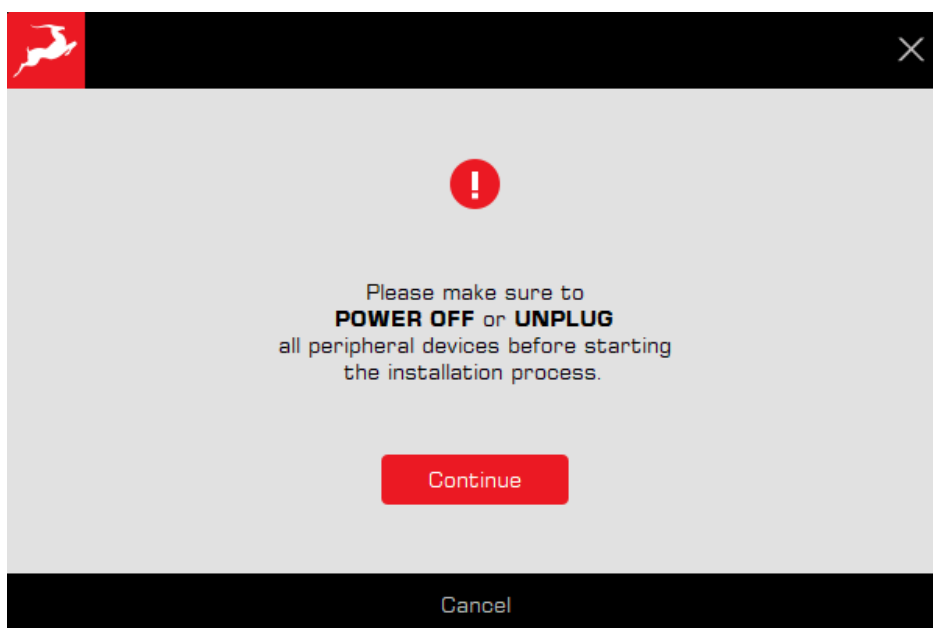 Please make sure to
POWER OFF or UNPLUG
all peripheral devices before starting
the installation process.
Continue
Cancel